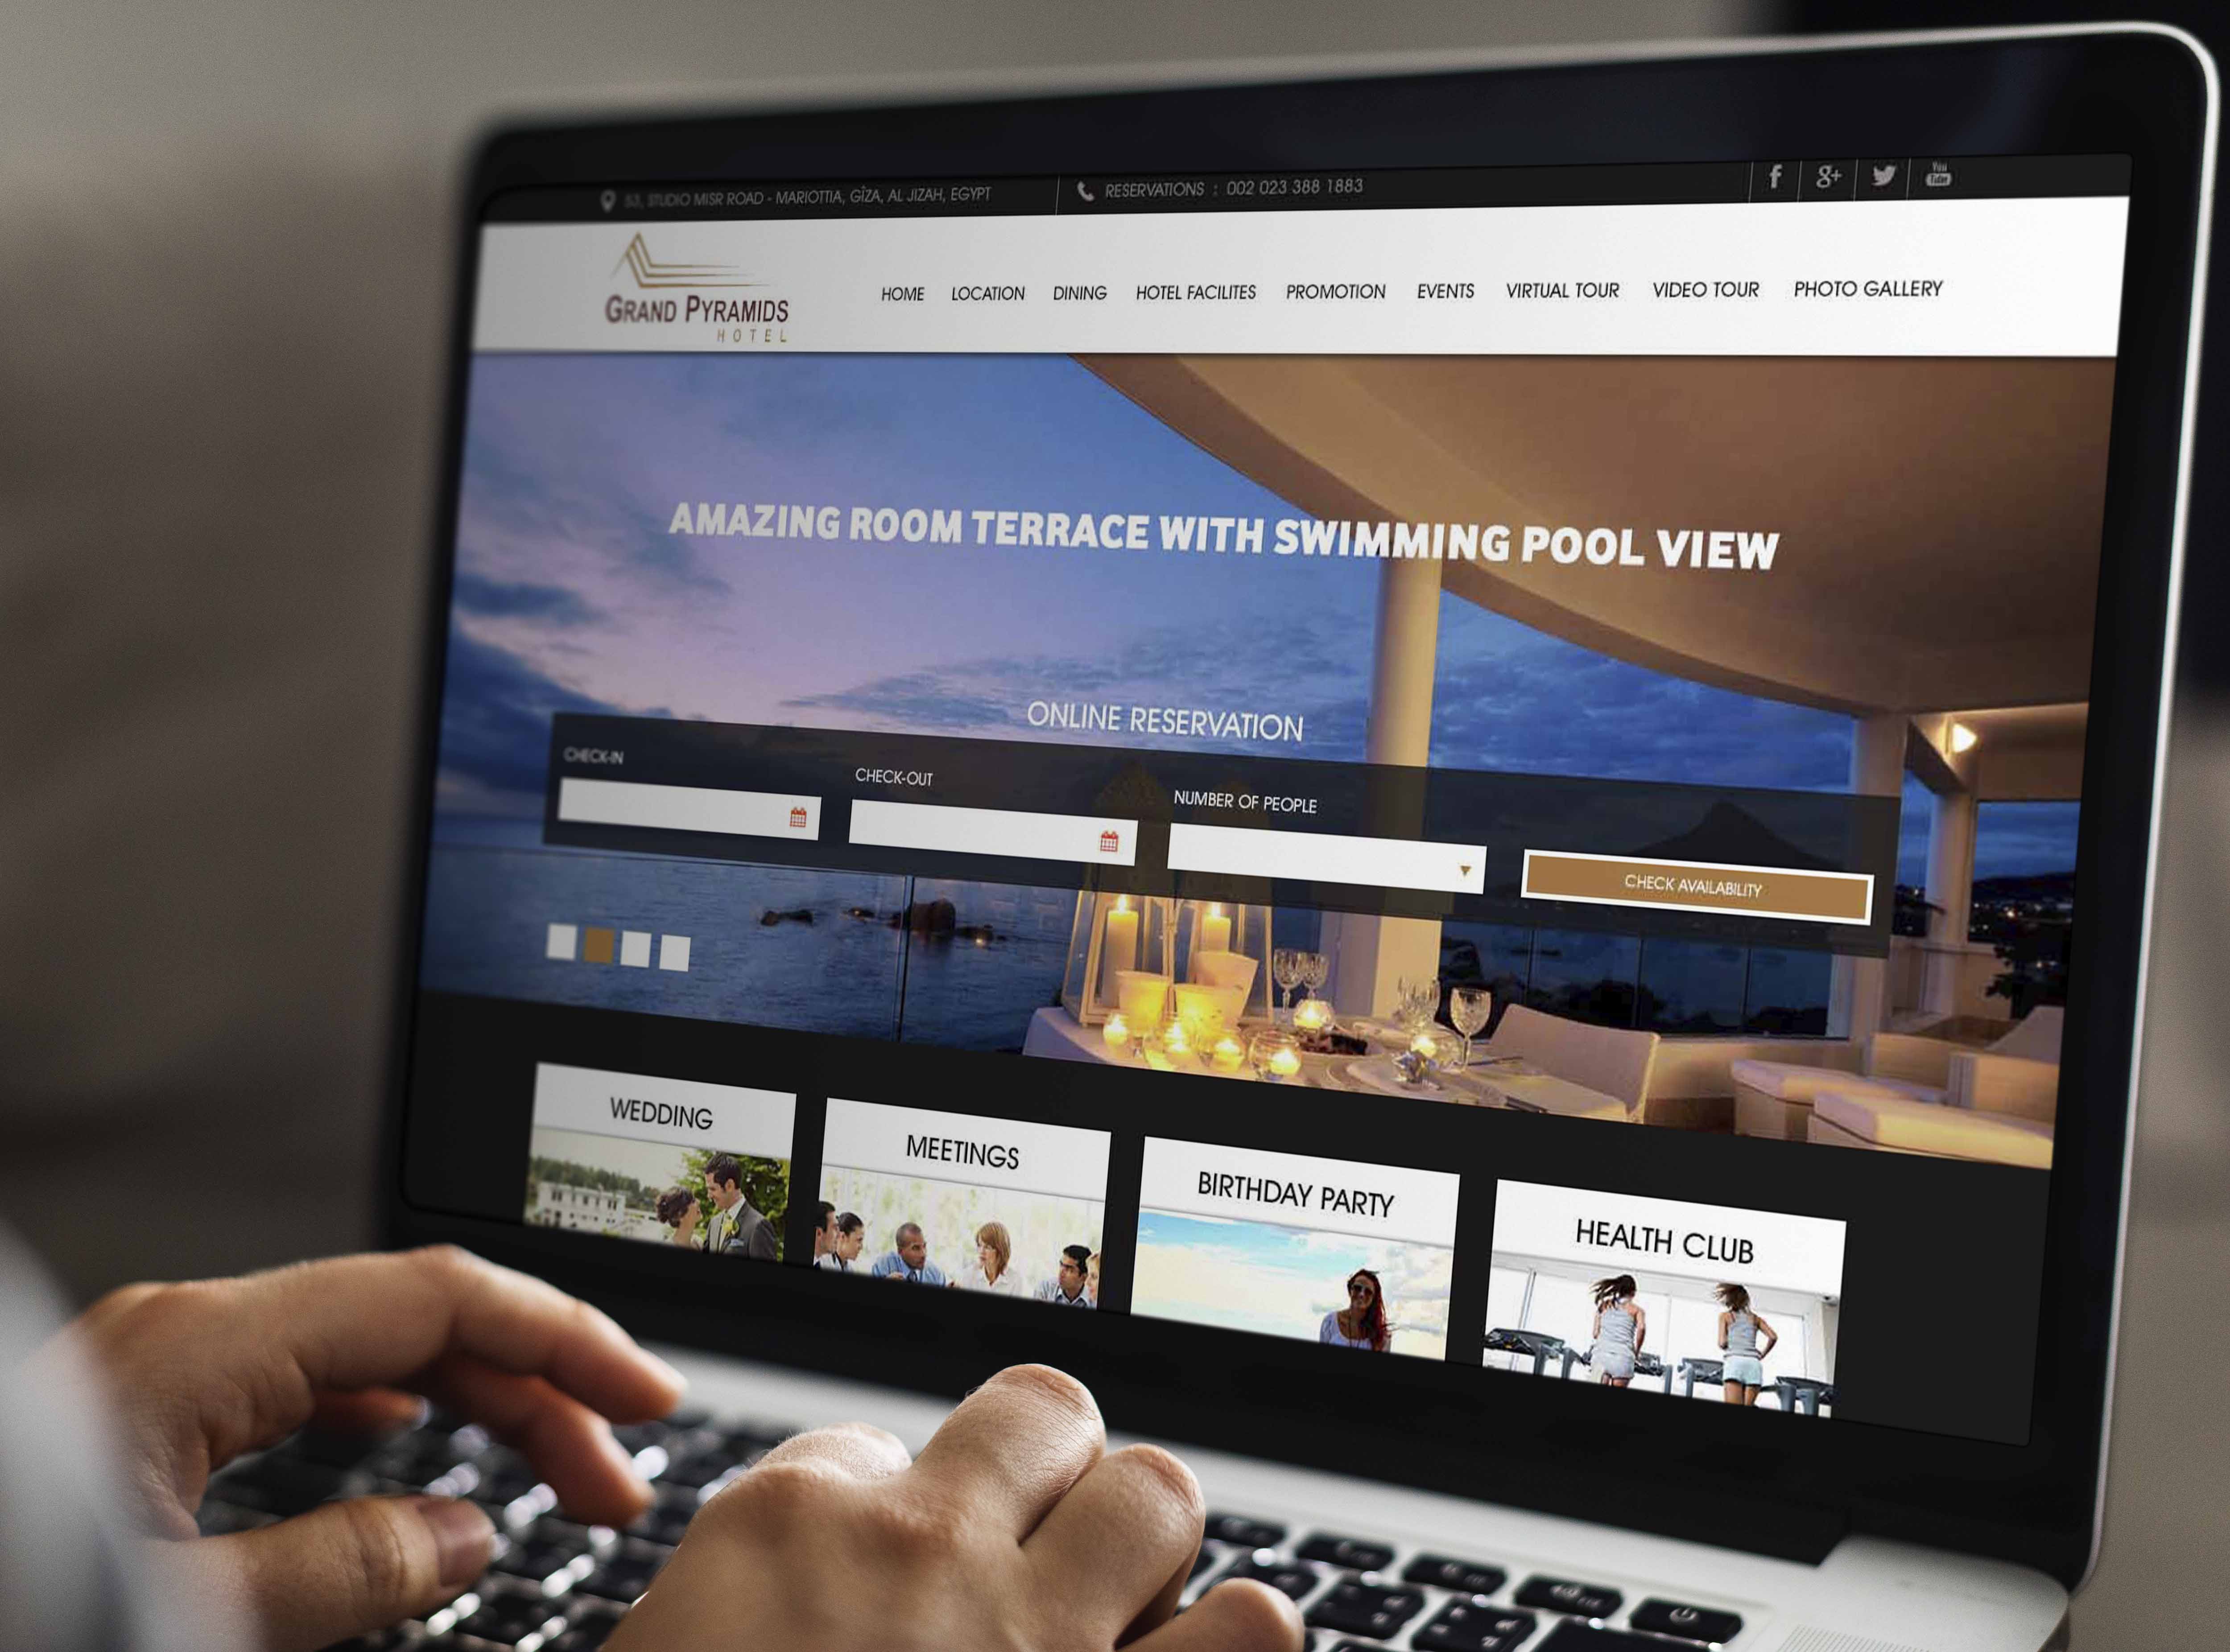 53, STUDIO MISR ROAD - MARIOTTIA, GİZA, AL JIZAH, EGYPT
RESERVATIONS : 002 023 388 1883
f g+ You Tube
GRAND PYRAMIDS
HOTEL
HOME LOCATION DINING HOTEL FACILITES PROMOTION EVENTS VIRTUAL TOUR VIDEO TOUR PHOTO GALLERY
AMAZING ROOM TERRACE WITH SWIMMING POOL VIEW
ONLINE RESERVATION
CHECK-IN
CHECK-OUT
NUMBER OF PEOPLE
CHECK AVAILABILITY
WEDDING
MEETINGS
BIRTHDAY PARTY
HEALTH CLUB